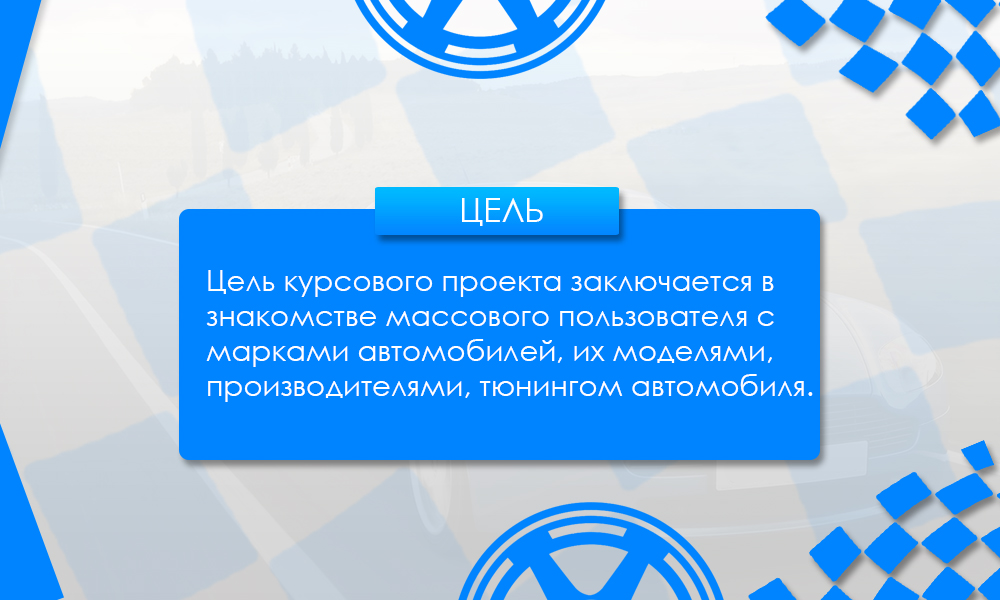 ЦЕЛЬ
Цель курсового проекта заключается в
знакомстве массового пользователя с
марками автомобилей, их моделями,
производителями, тюнингом автомобиля.